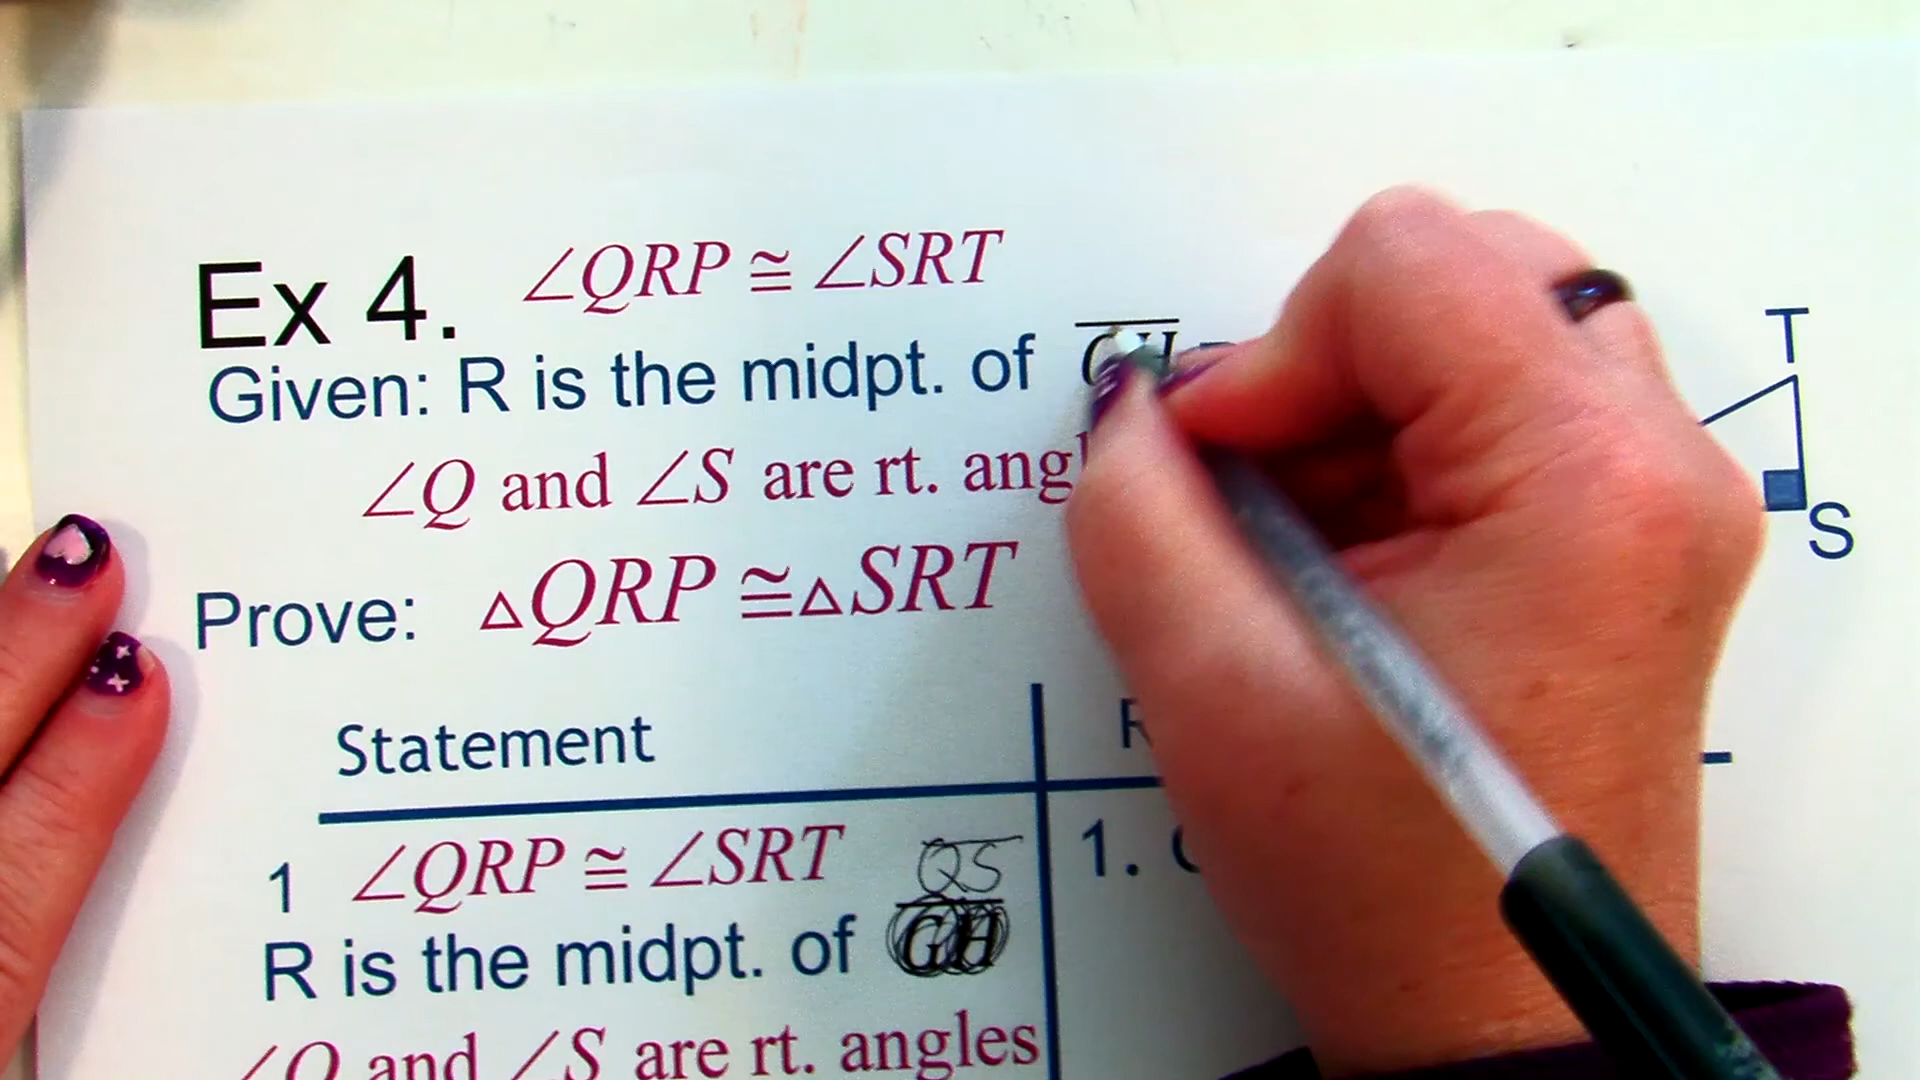 Ex 4. ∠QRP ≅ ∠SRT
Given: R is the midpt. of
∠Q and ∠S are rt.
Prove: △QRP ≅ △SRT
T
S
Statement
1 ∠QRP ≅ ∠SRT
QS
R is the midpt. of GH
∠Q and ∠S are rt. angles
1.